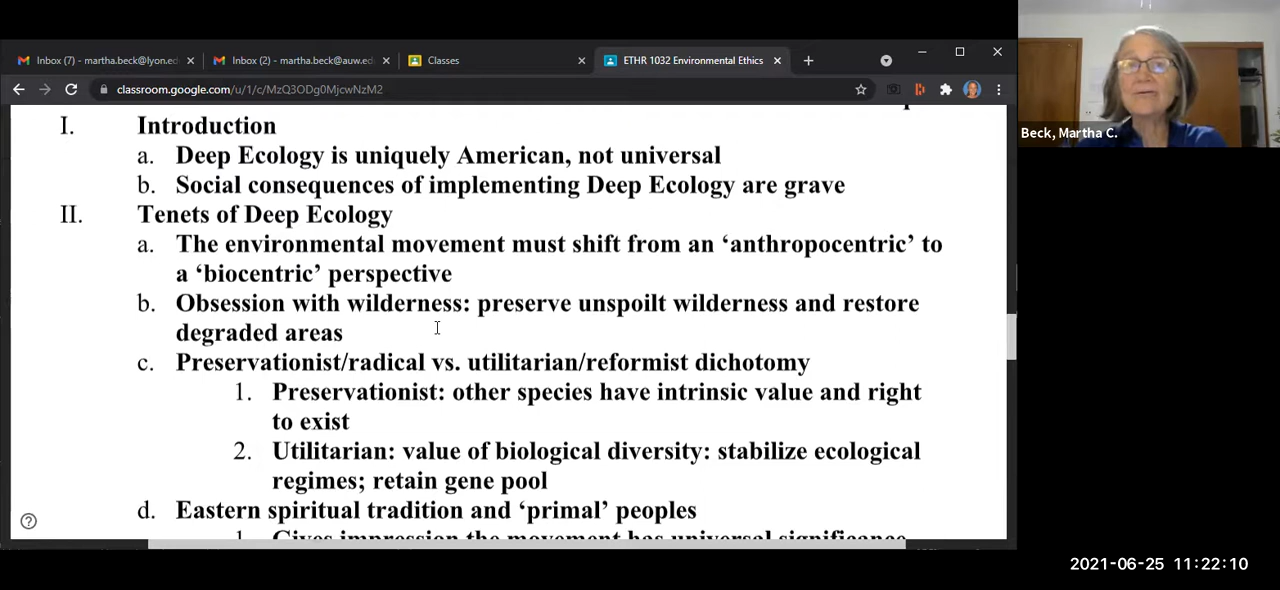 Inbox (7) - martha.beck@lyon.ed
Inbox (2) - martha.beck@auw.ed
Classes
ETHR 1032 Environmental Ethics
classroom.google.com/u/1/c/MzQ3ODg0MjcwNzM2
Beck, Martha C.
I. Introduction
a. Deep Ecology is uniquely American, not universal
b. Social consequences of implementing Deep Ecology are grave
II. Tenets of Deep Ecology
a. The environmental movement must shift from an ‘anthropocentric’ to
a ‘biocentric’ perspective
b. Obsession with wilderness: preserve unspoilt wilderness and restore
degraded areas
c. Preservationist/radical vs. utilitarian/reformist dichotomy
1. Preservationist: other species have intrinsic value and right
to exist
2. Utilitarian: value of biological diversity: stabilize ecological
regimes; retain gene pool
d. Eastern spiritual tradition and ‘primal’ peoples
1. Gives impression the movement has universal significance
2021-06-25 11:22:10